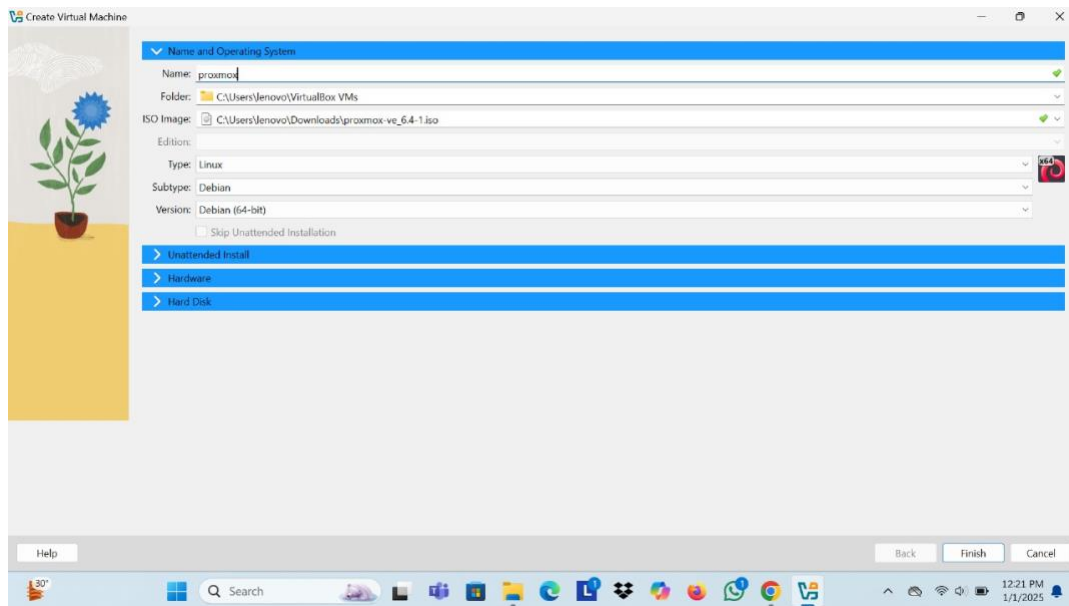 Create Virtual Machine
Name and Operating System
Name: proxmox
Folder: C:\Users\lenovo\VirtualBox VMs
ISO Image: C:\Users\lenovo\Downloads\proxmox-ve_6.4-1.iso
Edition:
Type: Linux
x64
Subtype: Debian
Version: Debian (64-bit)
Skip Unattended Installation
Unattended Install
Hardware
Hard Disk
Help
Back
Finish
Cancel
30°
Search
12:21 PM
1/1/2025